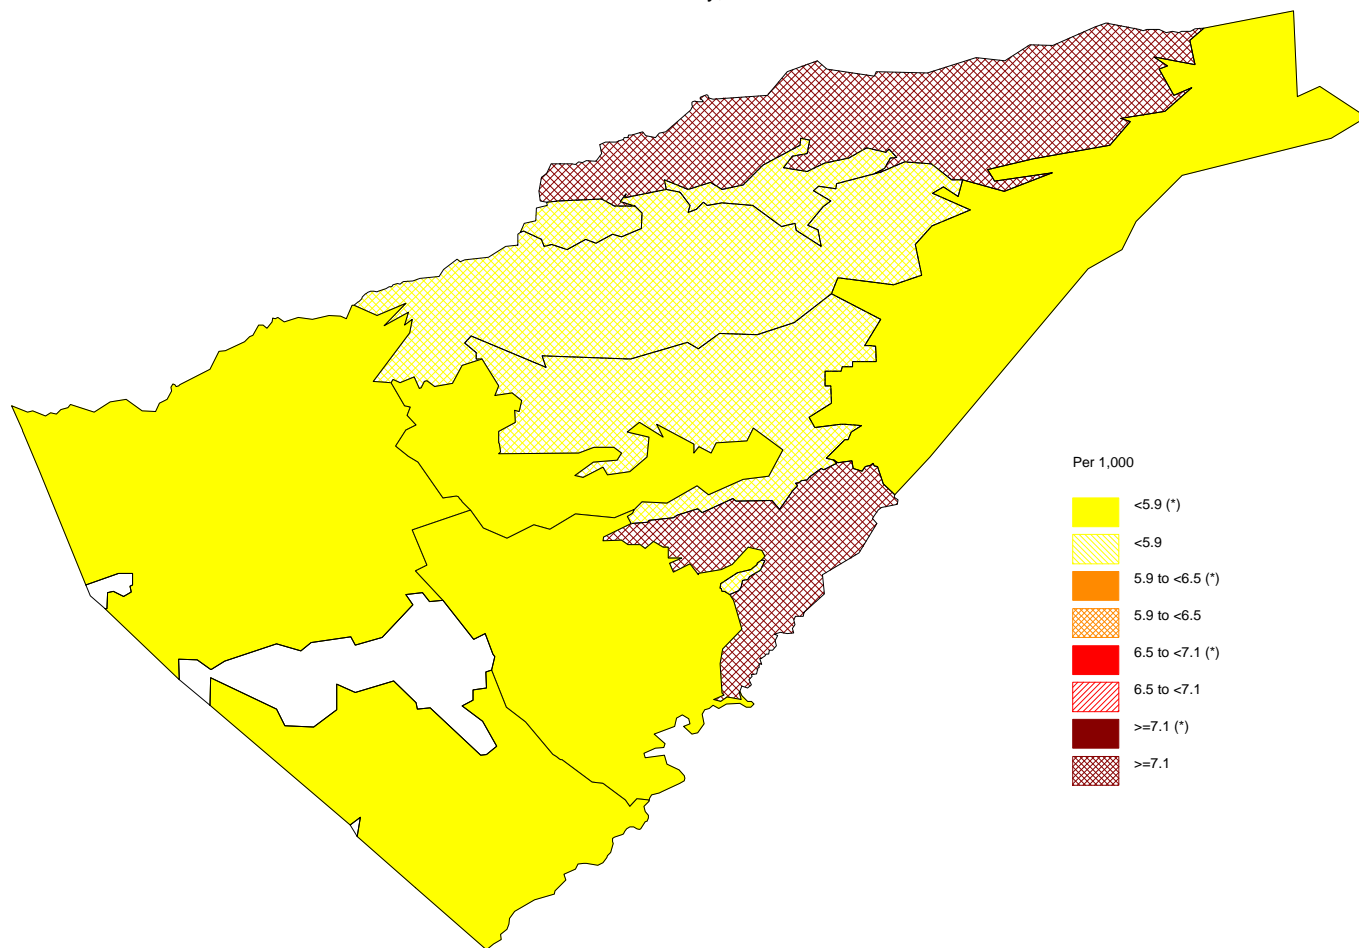 Per 1,000
<5.9 (*)
<5.9
5.9 to <6.5 (*)
5.9 to <6.5
6.5 to <7.1 (*)
6.5 to <7.1
>=7.1 (*)
>=7.1